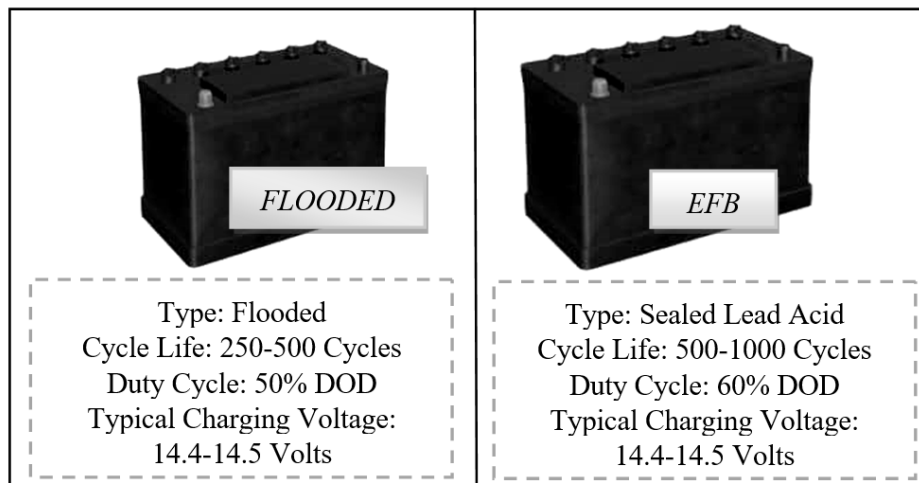 FLOODED
Type: Flooded
Cycle Life: 250-500 Cycles
Duty Cycle: 50% DOD
Typical Charging Voltage:
14.4-14.5 Volts
EFB
Type: Sealed Lead Acid
Cycle Life: 500-1000 Cycles
Duty Cycle: 60% DOD
Typical Charging Voltage:
14.4-14.5 Volts